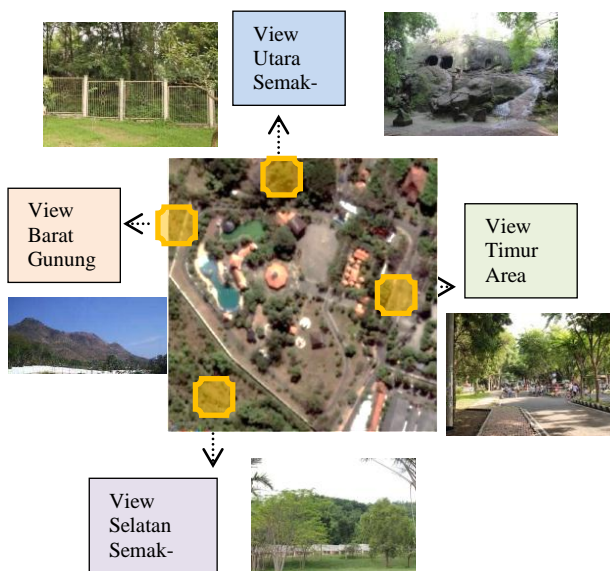 View
Utara
Semak-
View
Barat
Gunung
View
Timur
Area
View
Selatan
Semak-